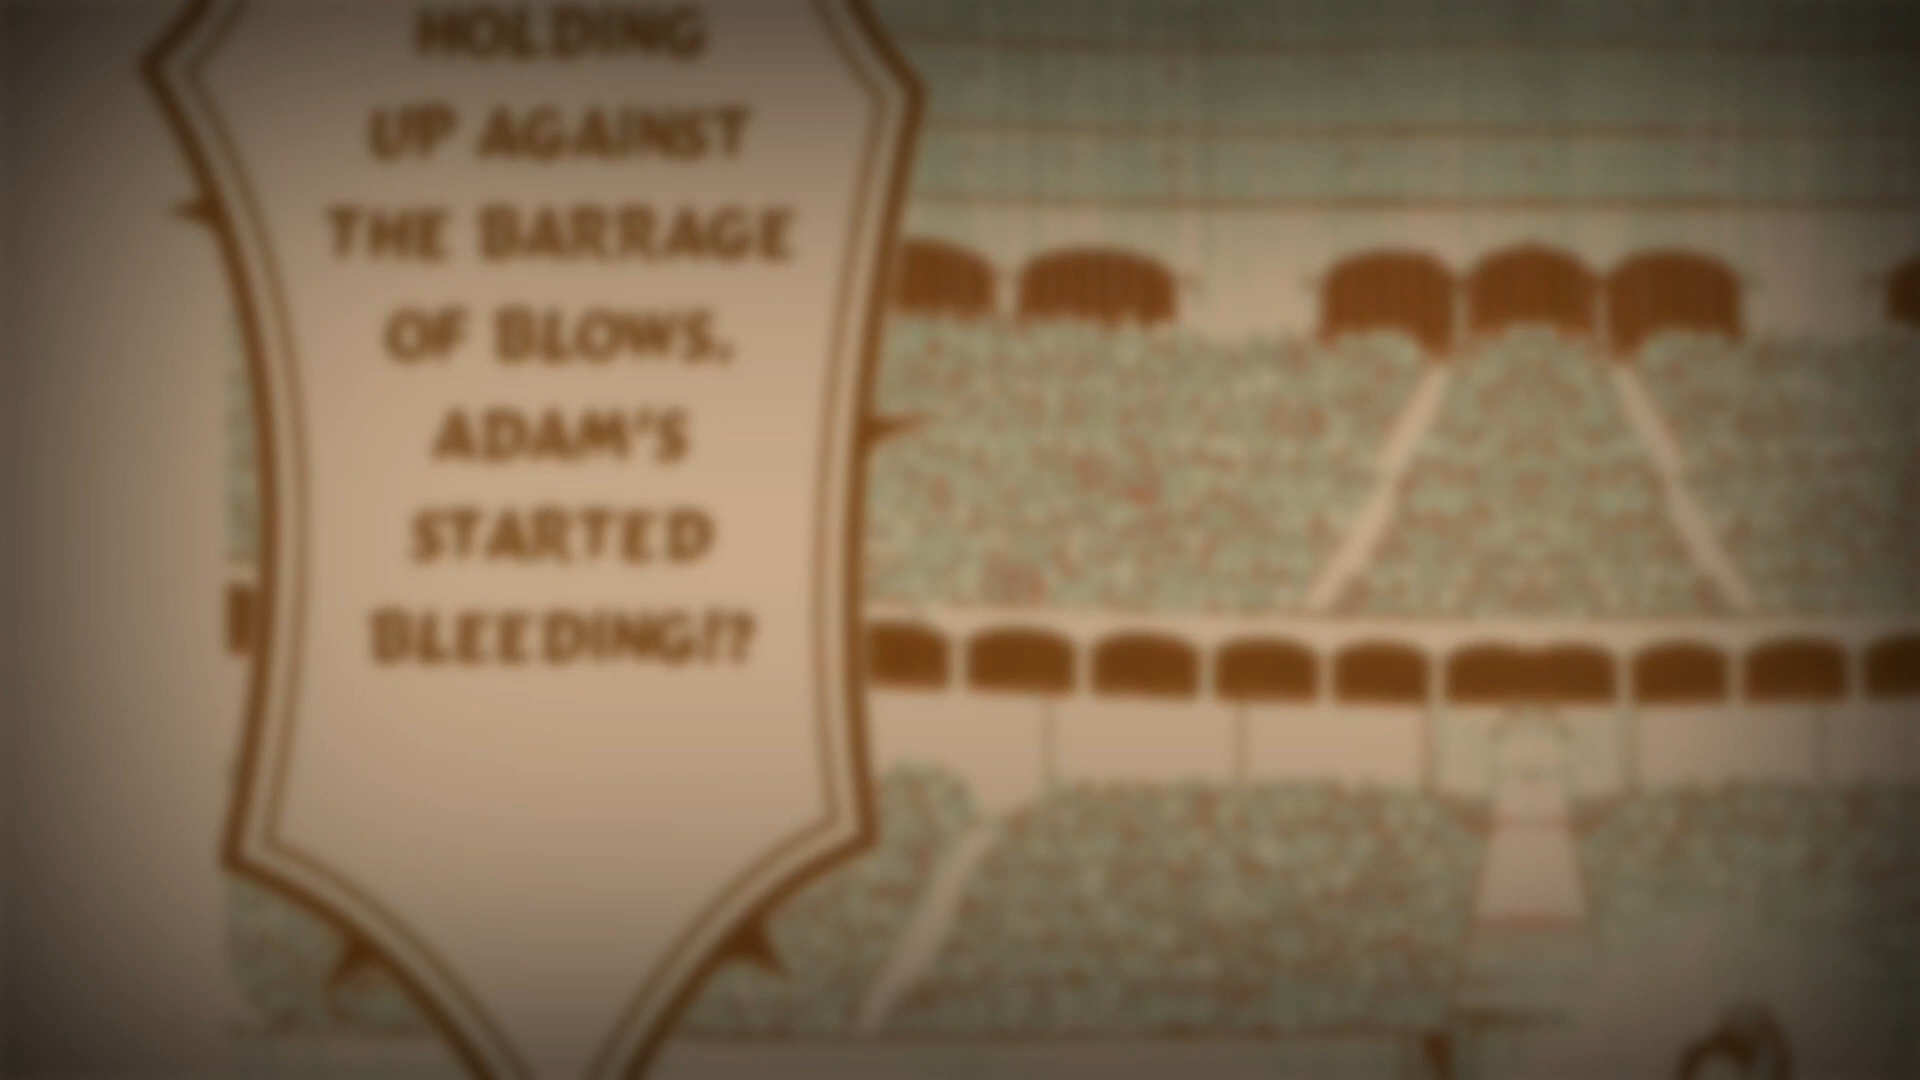 HOLDING
UP AGAINST
THE BARRAGE
OF BLOWS,
ADAM'S
STARTED
BLEEDING!?